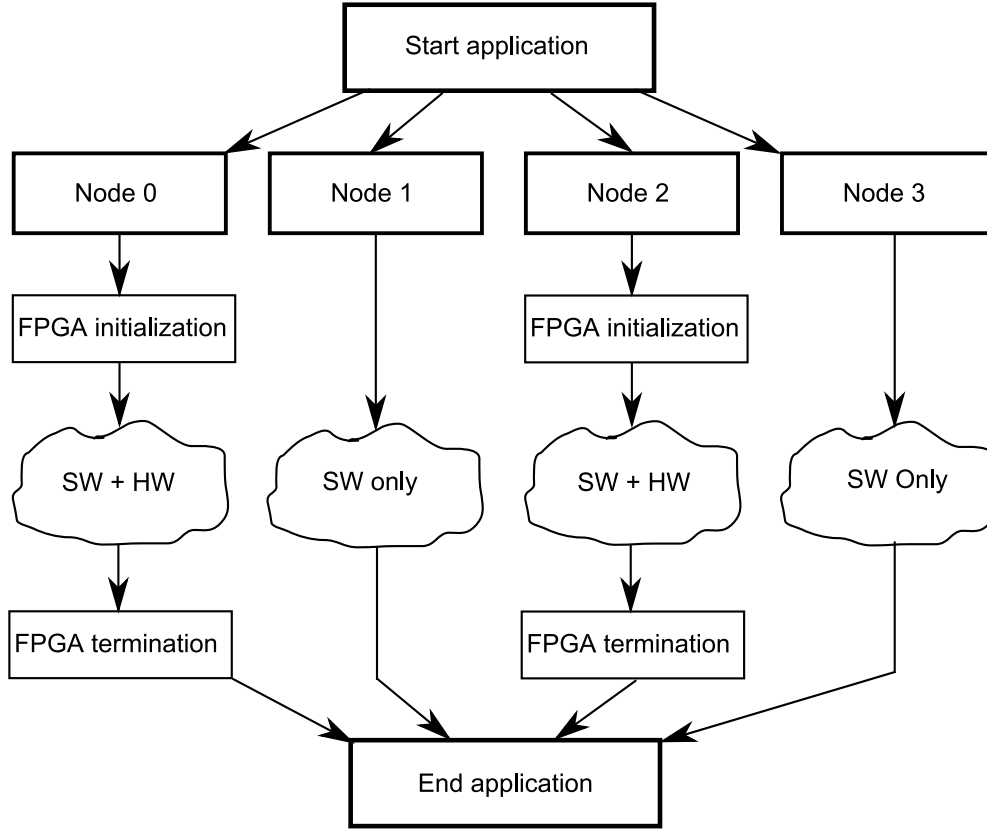 Start application
Node 0
Node 1
Node 2
Node 3
FPGA initialization
FPGA initialization
SW + HW
SW only
SW + HW
SW Only
FPGA termination
FPGA termination
End application